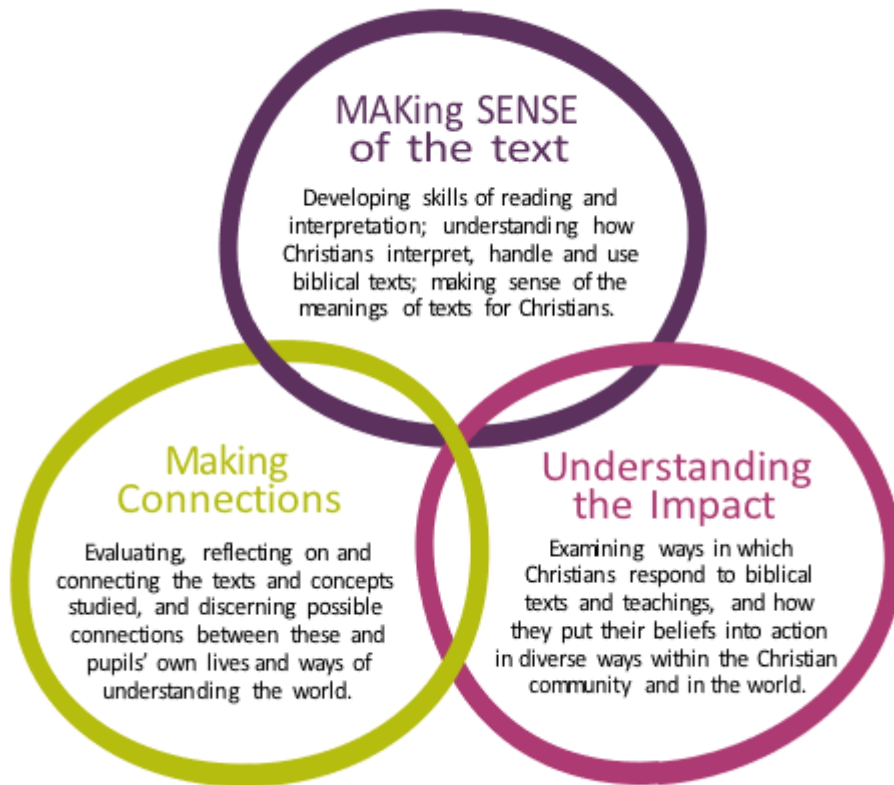 MAKing SENSE
of the text
Developing skills of reading and
interpretation; understanding how
Christians interpret, handle and use
biblical texts; making sense of the
meanings of texts for Christians.
Making
Connections
Evaluating, reflecting on and
connecting the texts and concepts
studied, and discerning possible
connections between these and
pupils’ own lives and ways of
understanding the world.
Understanding
the Impact
Examining ways in which
Christians respond to biblical
texts and teachings, and how
they put their beliefs into action
in diverse ways within the Christian
community and in the world.